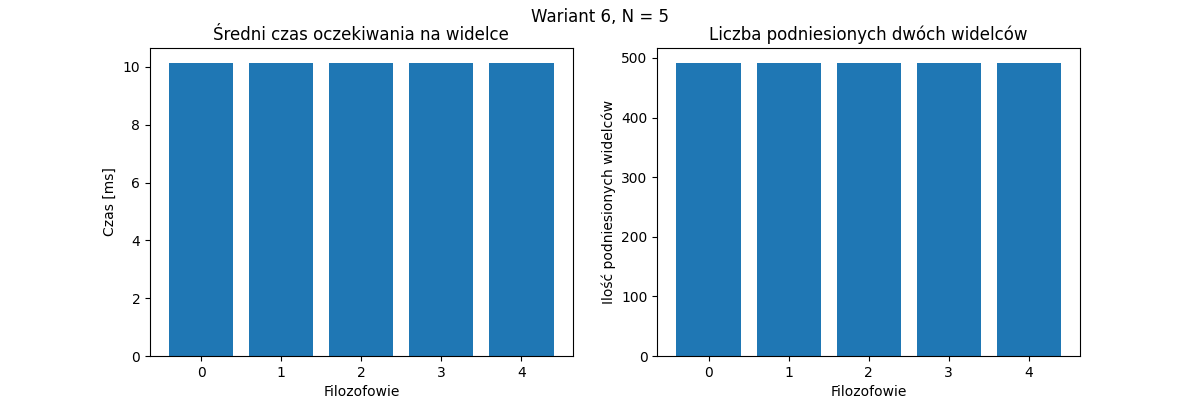 Wariant 6, N = 5
Średni czas oczekiwania na widelce
10
8
6
4
2
0
Czas [ms]
0 1 2 3 4
Filozofowie
Liczba podniesionych dwóch widelców
500
400
300
200
100
0
Ilość podniesionych widelców
0 1 2 3 4
Filozofowie